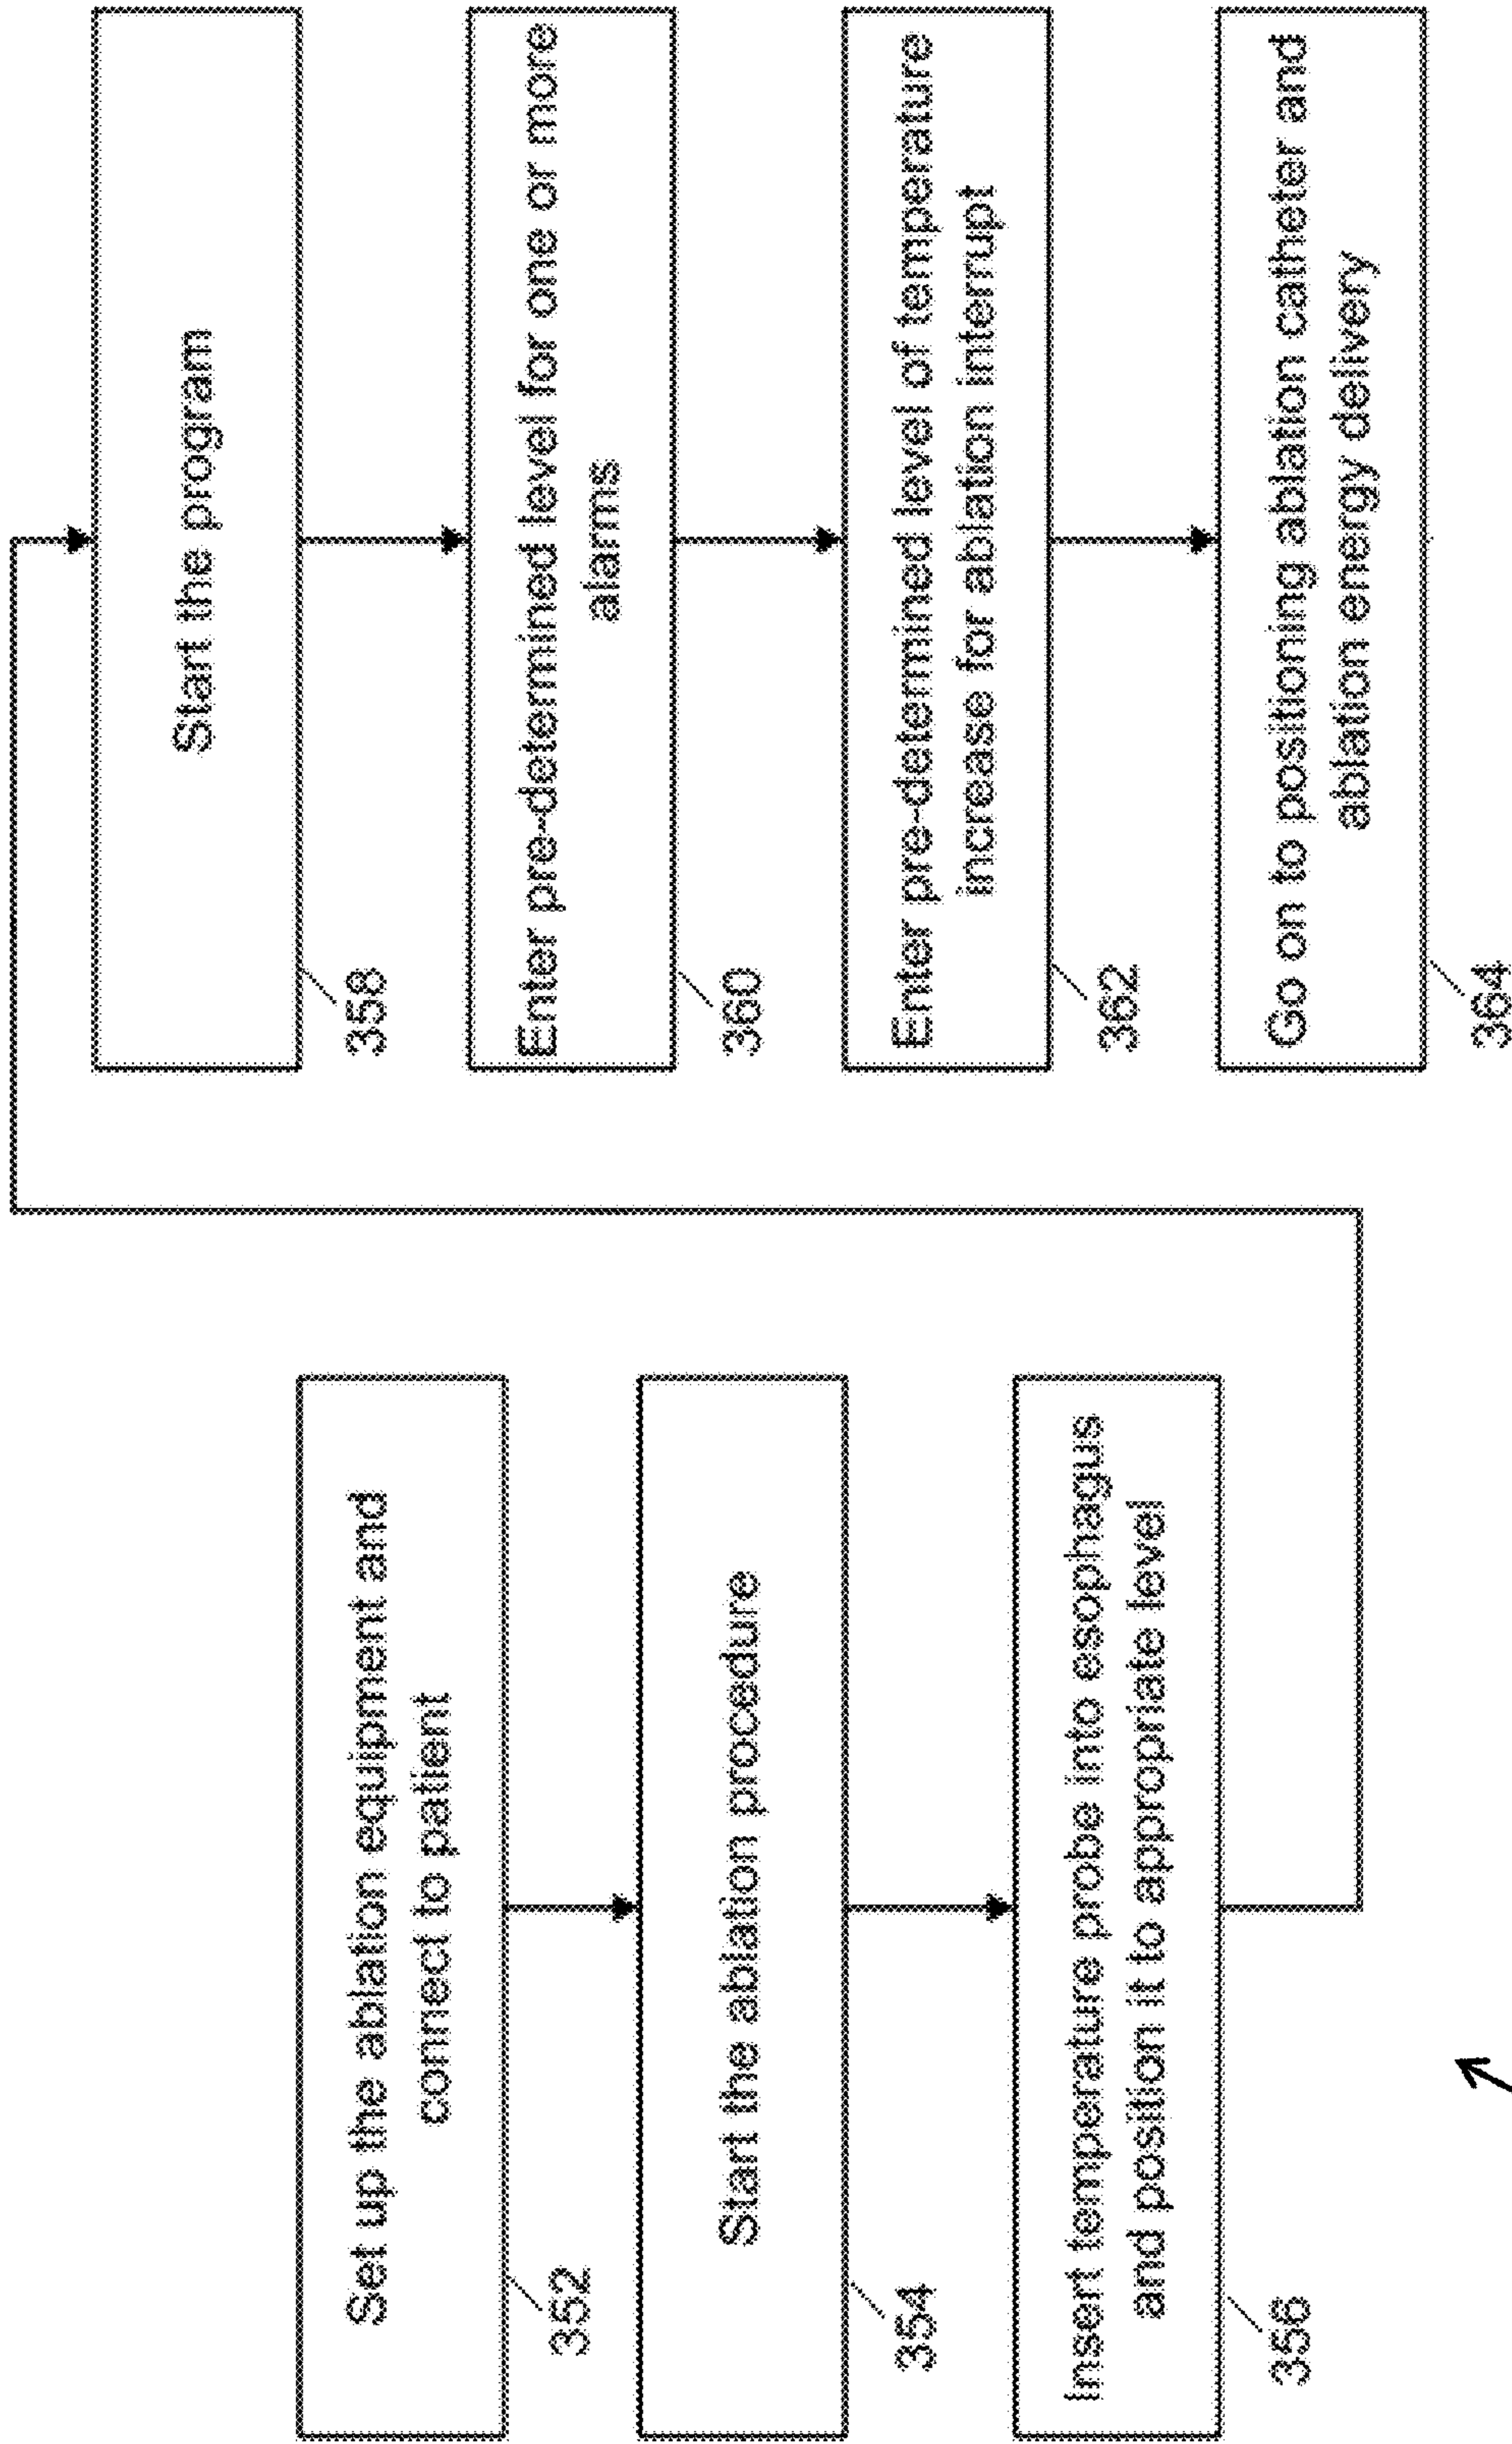 Set up the ablation equipment and
connect to patient
352
Start the ablation procedure
354
Insert temperature probe into esophagus
and position it to appropriate level
356
Start the program
358
Enter pre-determined level for one or more
alarms
360
Enter pre-determined level of temperature
increase for ablation interrupt
362
Go on to positioning ablation catheter and
ablation energy delivery
364